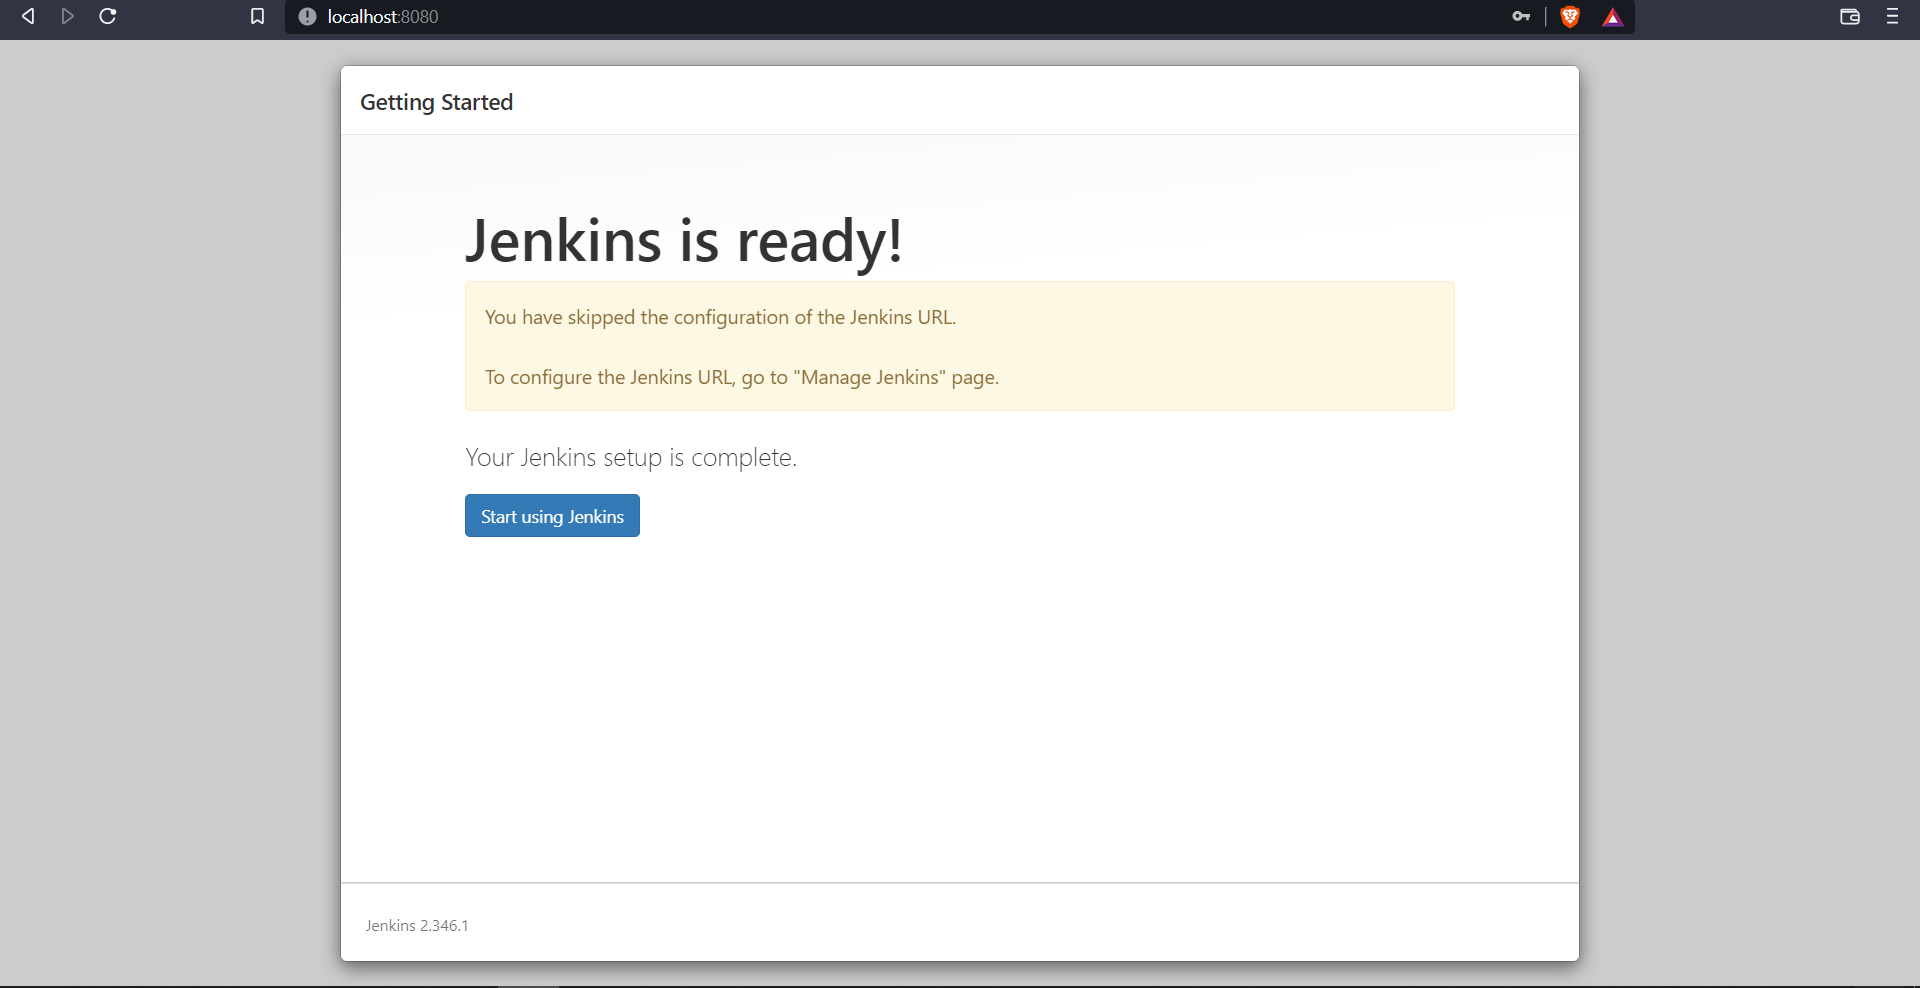 localhost:8080
Getting Started
Jenkins is ready!
You have skipped the configuration of the Jenkins URL.
To configure the Jenkins URL, go to "Manage Jenkins" page.
Your Jenkins setup is complete.
Start using Jenkins
Jenkins 2.346.1